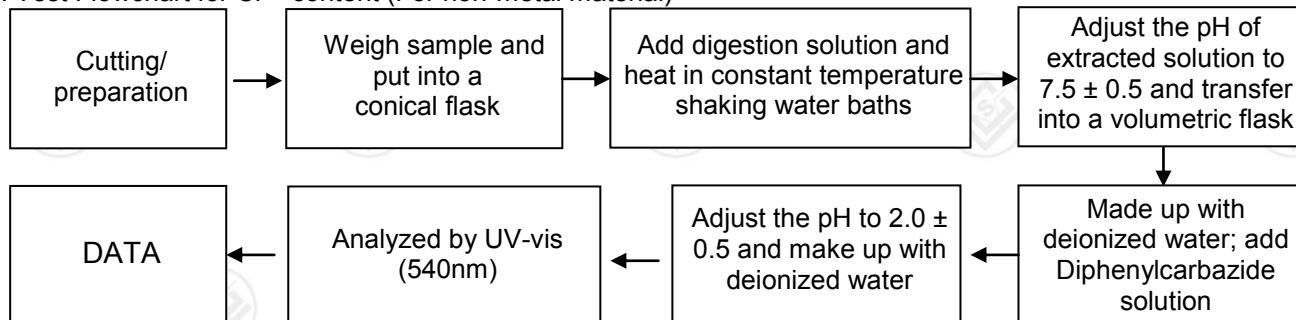 Cutting/
preparation
Weigh sample and
put into a
conical flask
Add digestion solution and
heat in constant temperature
shaking water baths
Adjust the pH of
extracted solution to
7.5 ± 0.5 and transfer
into a volumetric flask
Made up with
deionized water; add
Diphenylcarbazide
solution
Adjust the pH to 2.0 ±
0.5 and make up with
deionized water
Analyzed by UV-vis
(540nm)
DATA